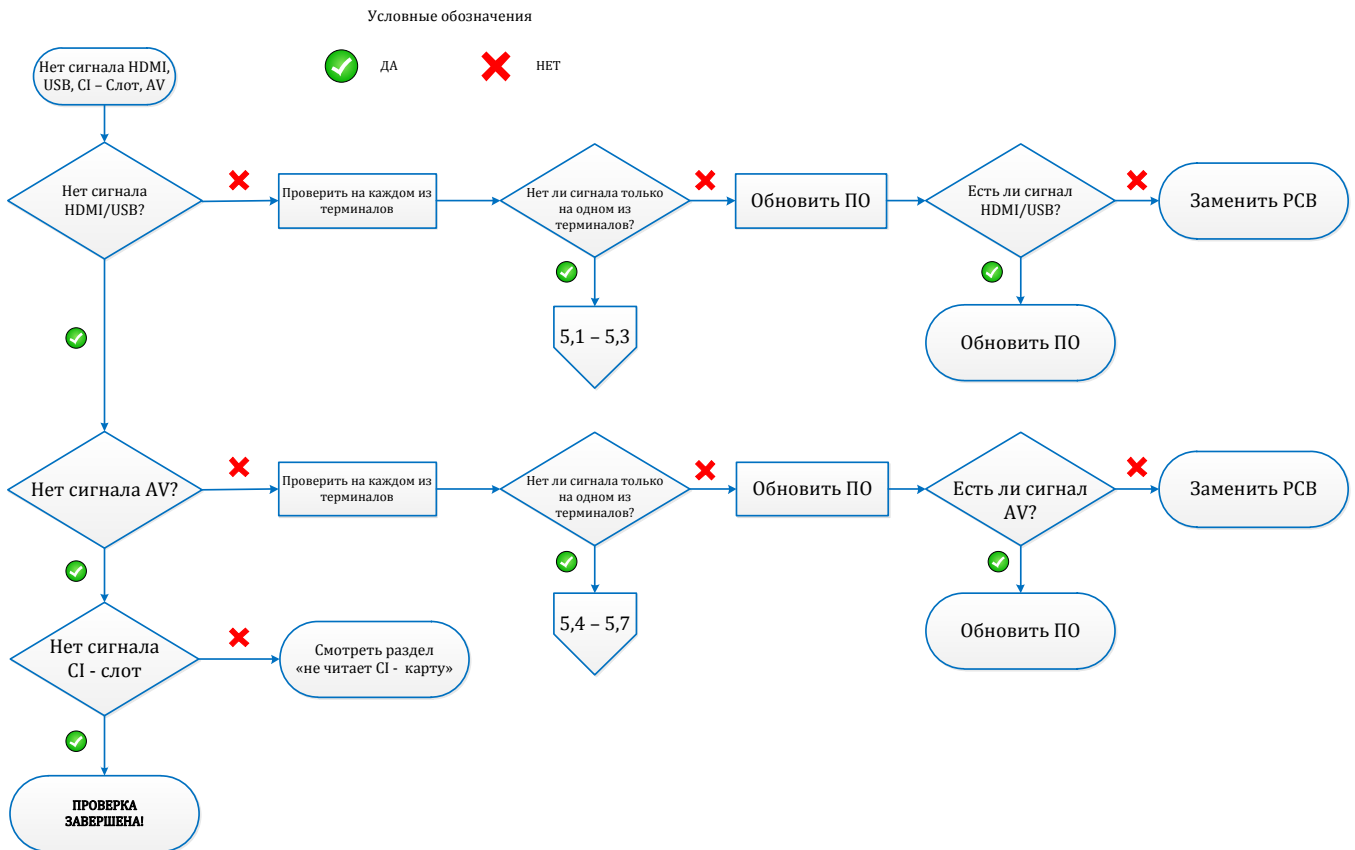 Условные обозначения
ДА
НЕТ
Нет сигнала HDMI,
USB, CI – Слот, AV
Нет сигнала
HDMI/USB?
Проверить на каждом из
терминалов
Нет ли сигнала только
на одном из
терминалов?
Обновить ПО
Есть ли сигнал
HDMI/USB?
Заменить PCB
5,1 – 5,3
Обновить ПО
Нет сигнала AV?
Проверить на каждом из
терминалов
Нет ли сигнала только
на одном из
терминалов?
Обновить ПО
Есть ли сигнал
AV?
Заменить PCB
5,4 – 5,7
Обновить ПО
Нет сигнала
CI - слот
Смотреть раздел
«не читает CI - карту»
ПРОВЕРКА
ЗАВЕРШЕНА!